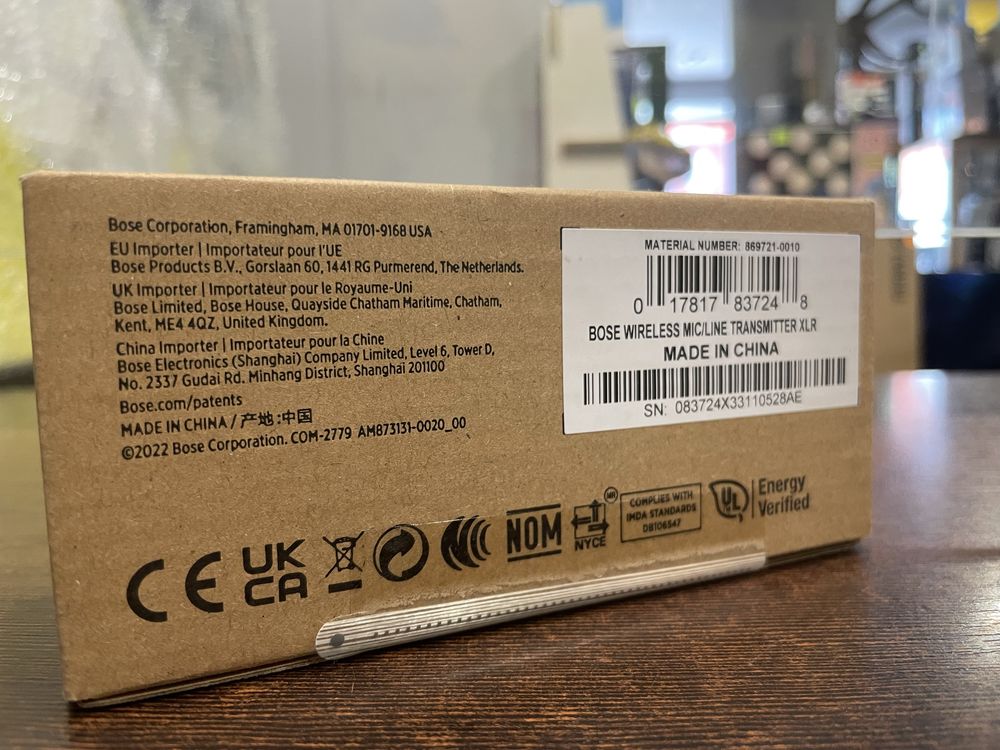 Bose Corporation, Framingham, MA 01701-9168 USA
EU Importer | Importateur pour l'UE
Bose Products B.V., Gorslaan 60, 1441 RG Purmerend, The Netherlands.
UK Importer | Importateur pour le Royaume-Uni
Bose Limited, Bose House, Quayside Chatham Maritime, Chatham,
Kent, ME4 4QZ, United Kingdom.
China Importer | Importateur pour la Chine
Bose Electronics (Shanghai) Company Limited, Level 6, Tower D,
No. 2337 Gudai Rd. Minhang District, Shanghai 201100
Bose.com/patents
MADE IN CHINA / 产地:中国
©2022 Bose Corporation. COM-2779 AM873131-0020_00
MATERIAL NUMBER: 869721-0010
0 17817 83724 8
BOSE WIRELESS MIC/LINE TRANSMITTER XLR
MADE IN CHINA
SN: 083724X33110528AE
CE
UK
CA
NOM
MR
NYCE
COMPLIES WITH
IMDA STANDARDS
DB106547
UL
Energy
Verified